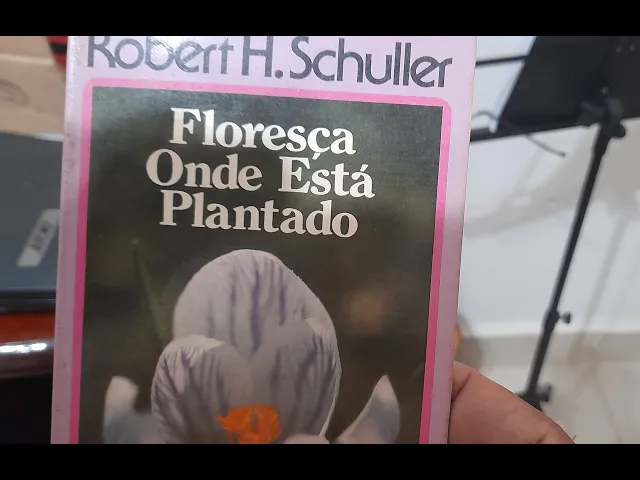 Robert H. Schuller
Floresça
Onde Está
Plantado